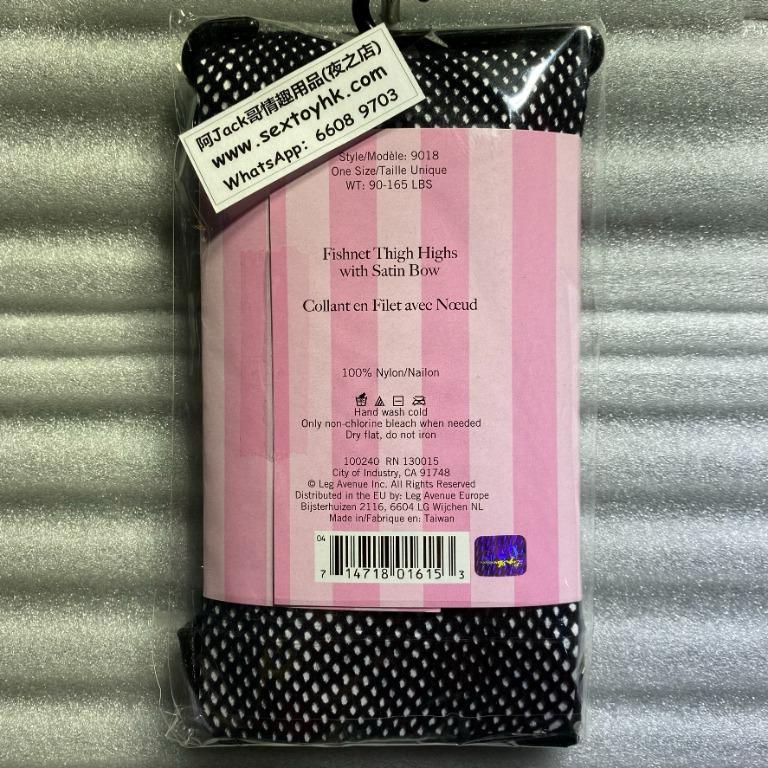 阿Jack哥情趣用品(夜之店)
www.sextoyhk.com
WhatsApp: 6608 9703
Style/Modèle: 9018
One Size/Taille Unique
WT: 90-165 LBS
Fishnet Thigh Highs
with Satin Bow
Collant en Filet avec Nœud
100% Nylon/Nailon
Hand wash cold
Only non-chlorine bleach when needed
Dry flat, do not iron
100240 RN 130015
City of Industry, CA 91748
© Leg Avenue Inc. All Rights Reserved
Distributed in the EU by: Leg Avenue Europe
Bijsterhuizen 2116, 6604 LG Wijchen NL
Made in/Fabrique en: Taiwan
04
7 14718 01615 3